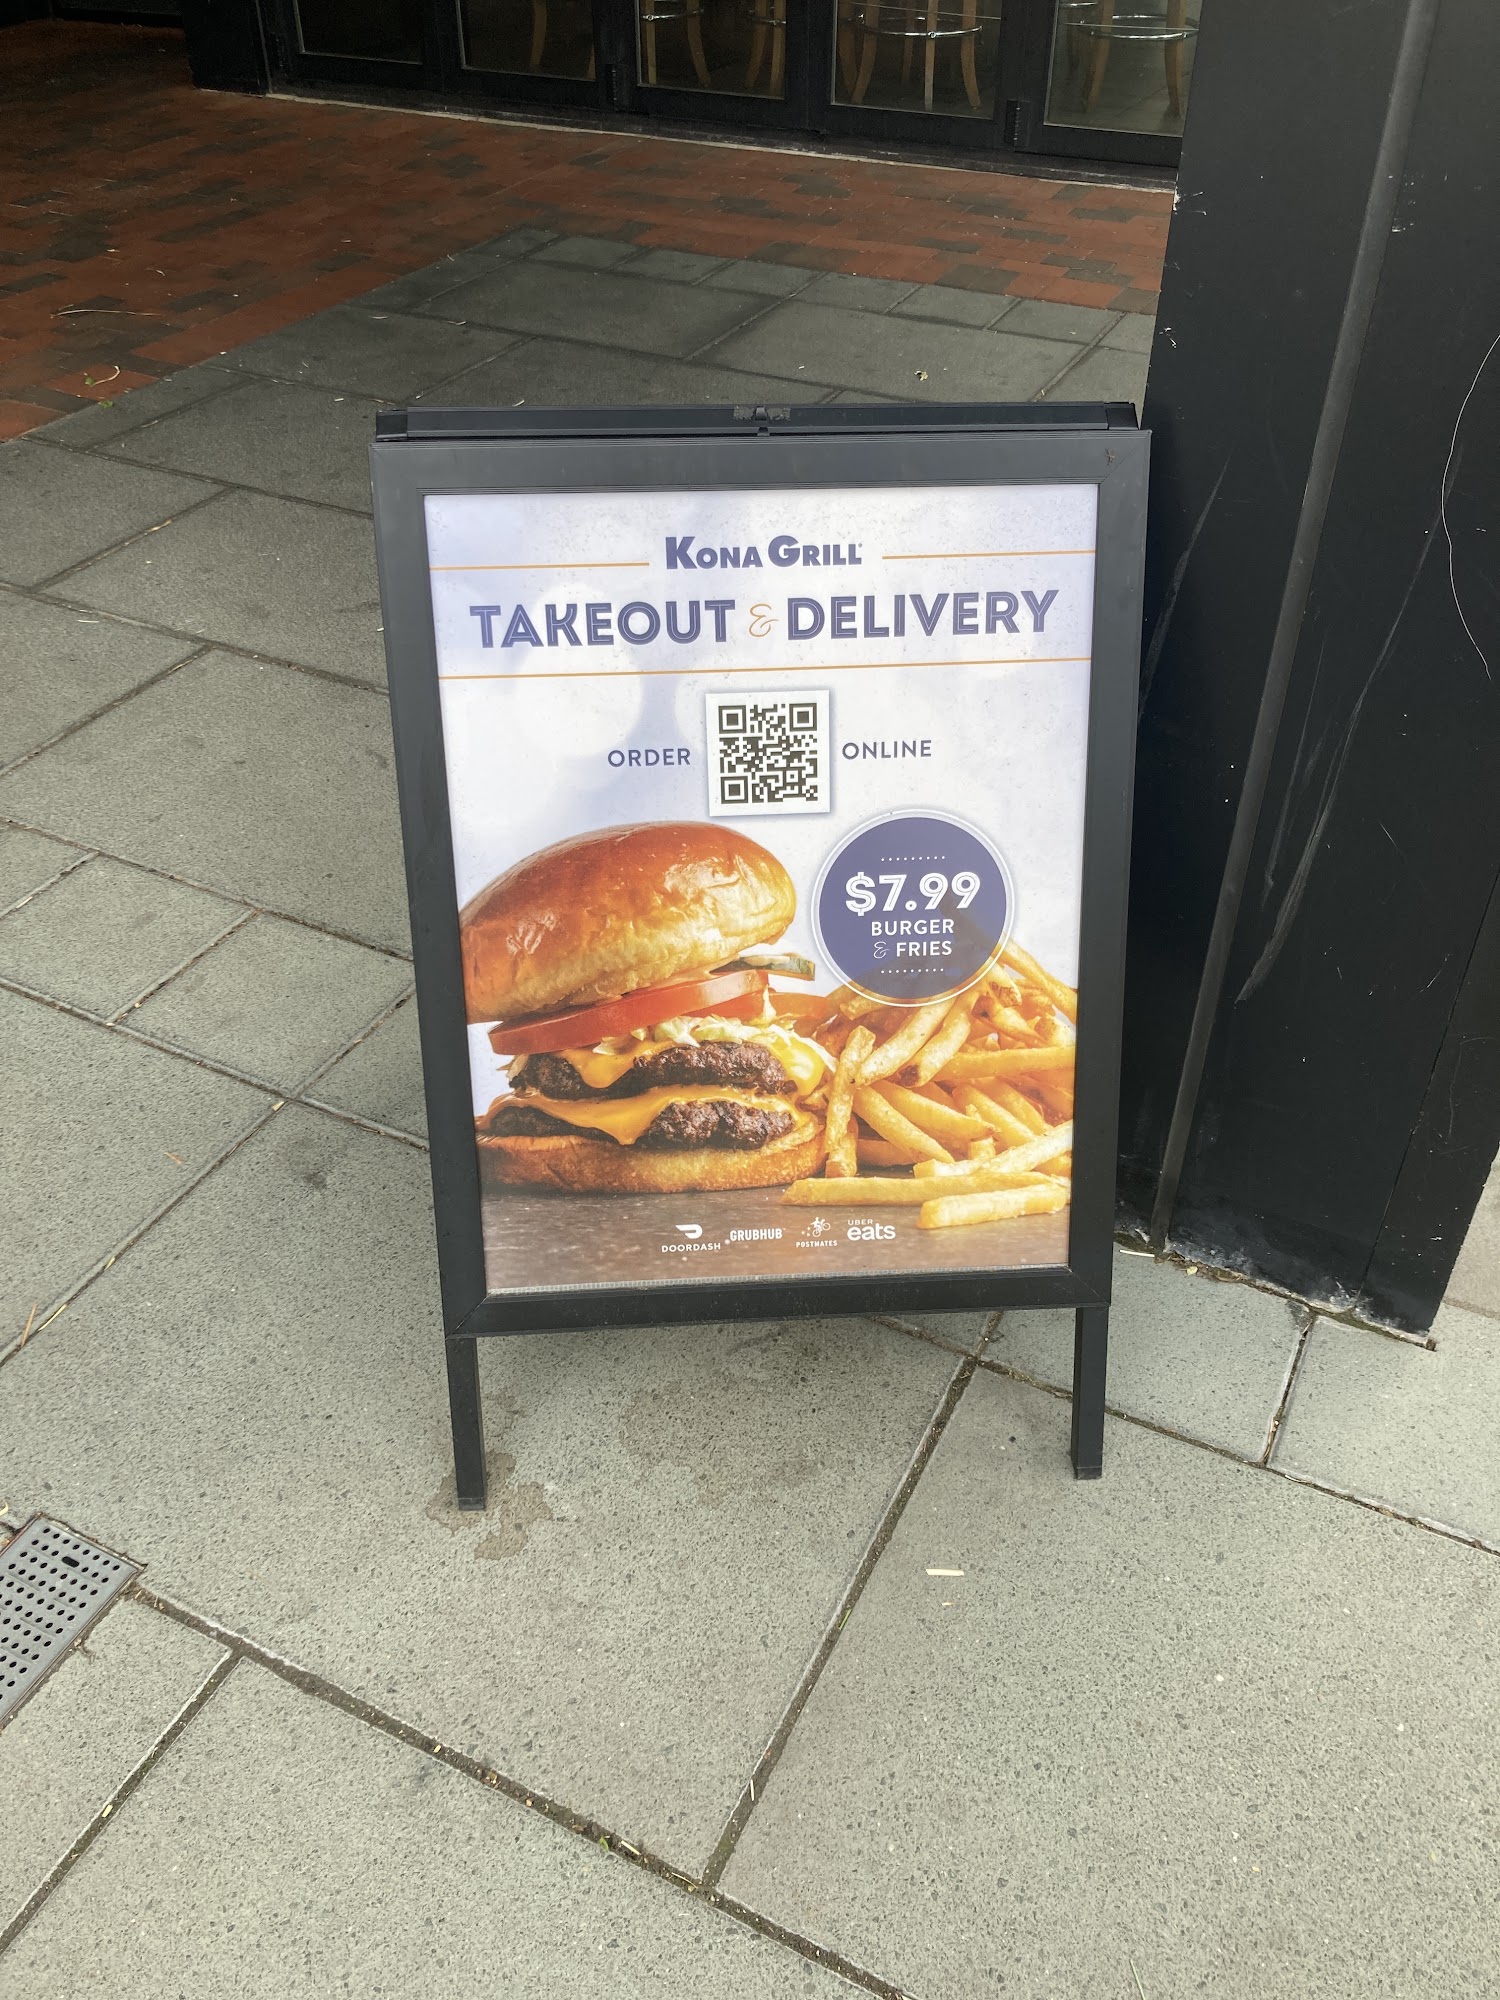 KONA GRILL
TAKEOUT & DELIVERY
ORDER ONLINE
$7.99
BURGER
& FRIES
DOORDASH GRUBHUB POSTMATES UBER eats